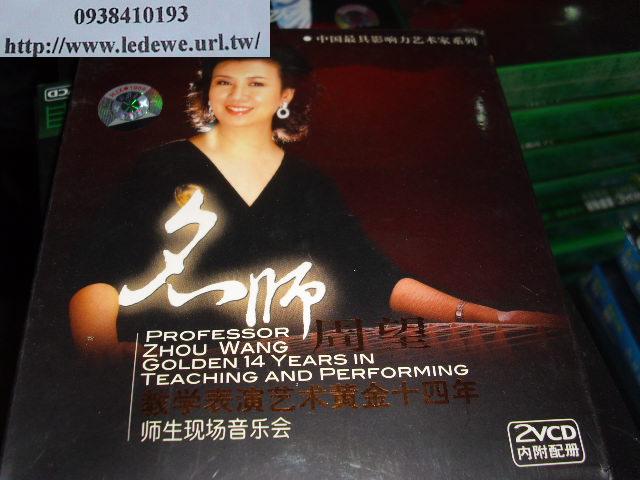 0938410193
http://www.ledewe.url.tw/
中国最具影响力艺术家系列
名师
周望
PROFESSOR
ZHOU WANG
GOLDEN 14 YEARS IN
TEACHING AND PERFORMING
教学表演艺术黄金十四年
师生现场音乐会
2VCD
内附配册